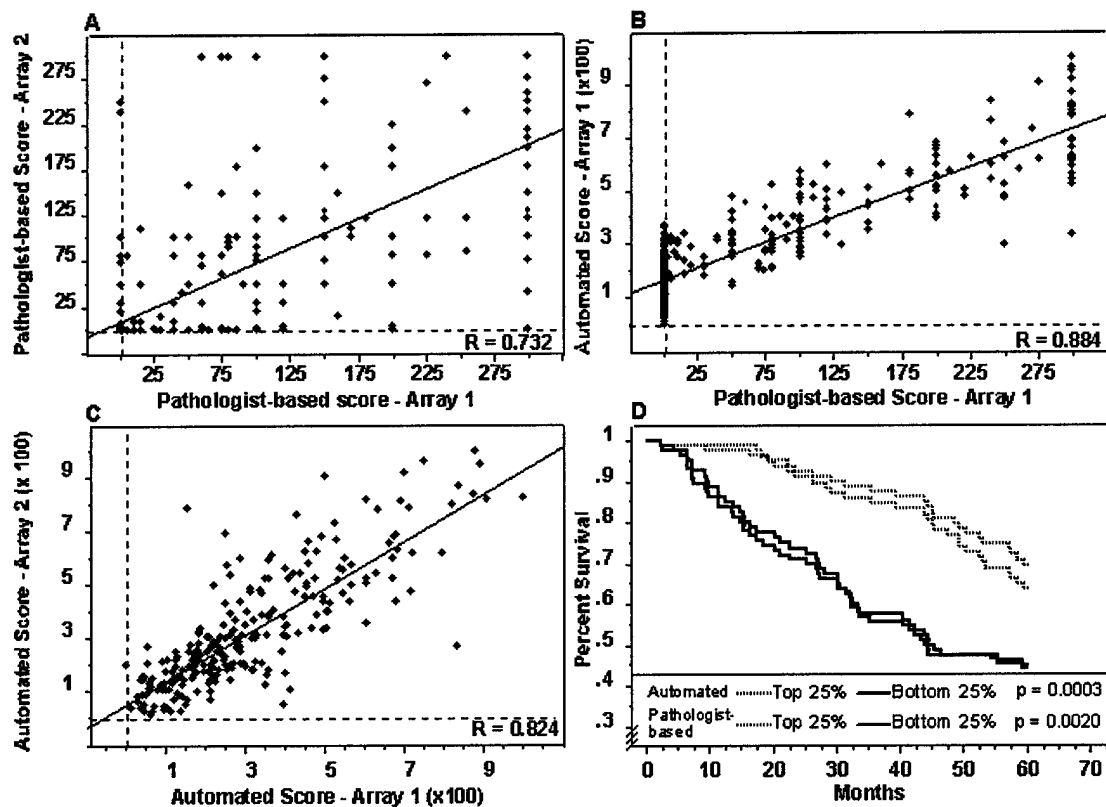 A
Pathologist-based Score - Array 2
275
225
175
125
75
25
R = 0.732
25 75 125 175 225 275
Pathologist-based score - Array 1
B
Automated Score - Array 1 (x100)
9
7
5
3
1
R = 0.884
25 75 125 175 225 275
Pathologist-based Score - Array 1
C
Automated Score - Array 2 (x 100)
9
7
5
3
1
R = 0.824
1 3 5 7 9
Automated Score - Array 1 (x100)
D
Percent Survival
1
.9
.8
.7
.6
.5
.4
.3
Automated Top 25% Bottom 25% p = 0.0003
Pathologist-based Top 25% Bottom 25% p = 0.0020
0 10 20 30 40 50 60 70
Months